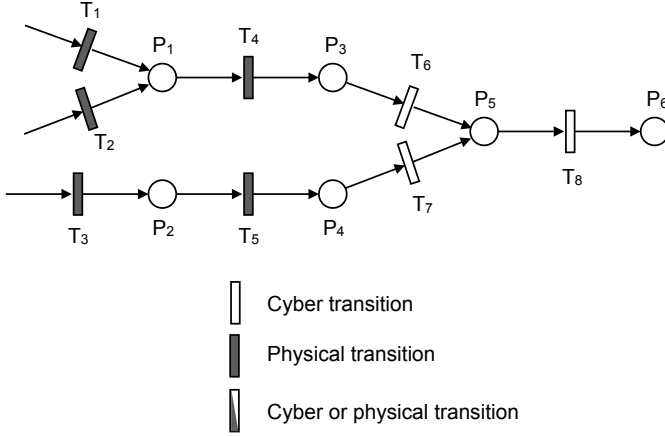 T1
P1
T4
P3
T6
P5
P6
T2
T8
T7
T3
P2
T5
P4
Cyber transition
Physical transition
Cyber or physical transition